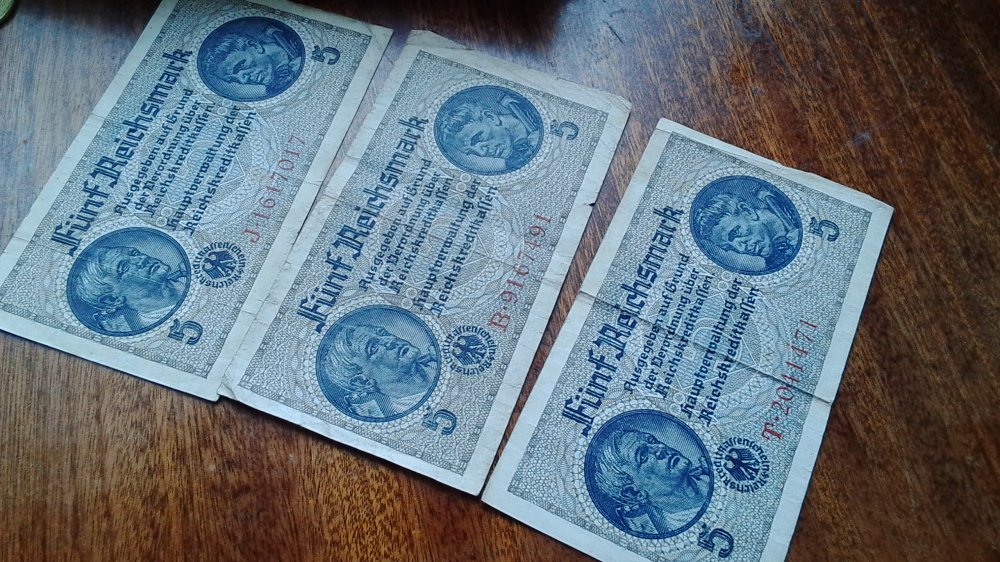 5
Fünf Reichsmark
Ausgegeben auf Grund
der Verordnung über
Reichskreditkassen
Hauptverwaltung der
Reichskreditkassen
J·1617017
5
5
Fünf Reichsmark
Ausgegeben auf Grund
der Verordnung über
Reichskreditkassen
Hauptverwaltung der
Reichskreditkassen
B·9167491
5
5
Fünf Reichsmark
Ausgegeben auf Grund
der Verordnung über
Reichskreditkassen
Hauptverwaltung der
Reichskreditkassen
T·2041471
5